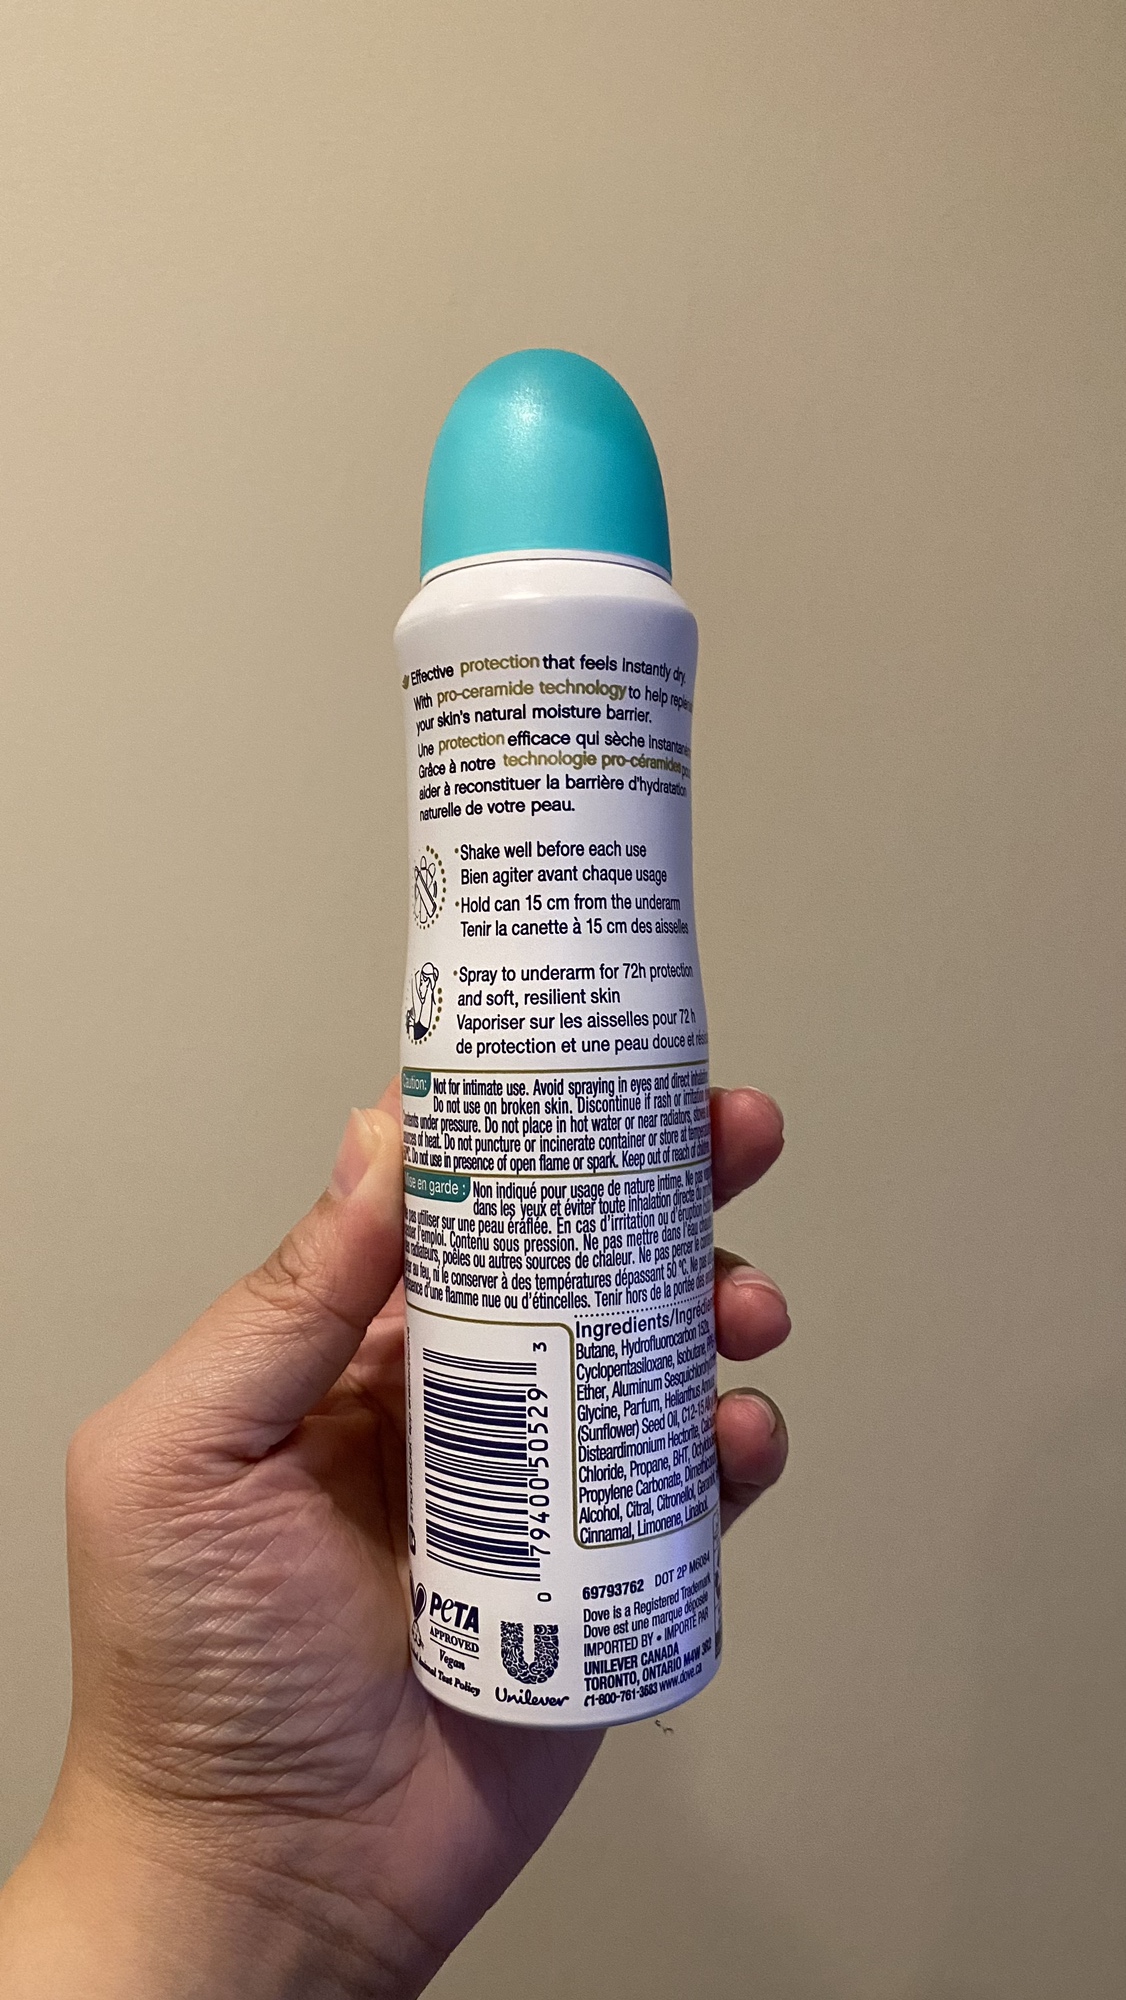 Effective protection that feels instantly dry.
With pro-ceramide technology to help
your skin's natural moisture barrier.
Une protection efficace qui sèche
Grâce à notre technologie pro-céramides
aider à reconstituer la barrière d'hydratation
naturelle de votre peau.
•Shake well before each use
Bien agiter avant chaque usage
•Hold can 15 cm from the underarm
Tenir la canette à 15 cm des aisselles
•Spray to underarm for 72h protection
and soft, resilient skin
Vaporiser sur les aisselles pour 72 h
de protection et une peau douce et
Caution: Not for intimate use. Avoid spraying in eyes and direct
Do not use on broken skin. Discontinue if rash or irritation
under pressure. Do not place in hot water or near radiators,
of heat. Do not puncture or incinerate container or store at
Do not use in presence of open flame or spark. Keep out of reach of
en garde : Non indiqué pour usage de nature intime. Ne pas
dans les yeux et éviter toute inhalation directe du
pas utiliser sur une peau éraflée. En cas d'irritation ou d'éruption
l'emploi. Contenu sous pression. Ne pas mettre dans l'eau
radiateurs, poêles ou autres sources de chaleur. Ne pas percer le
au feu, ni le conserver à des températures dépassant 50 °C. Ne pas
d'une flamme nue ou d'étincelles. Tenir hors de la portée des
Ingredients/
Butane, Hydrofluorocarbon 152a,
Cyclopentasiloxane, Isobutane,
Ether, Aluminum
Glycine, Parfum, Helianthus
(Sunflower) Seed Oil, C12-15
Disteardimonium Hectorite,
Chloride, Propane, BHT,
Propylene Carbonate,
Alcohol, Citral, Citronellol,
Cinnamal, Limonene, Linalool.
0 79400 50529 3
PETA
APPROVED
Vegan
Animal Test Policy
Unilever
69793762 DOT 2P M6084
Dove is a Registered Trademark
Dove est une marque déposée
IMPORTED BY • IMPORTÉ PAR
UNILEVER CANADA
TORONTO, ONTARIO M4W 3R2
1-800-761-3683 www.dove.ca